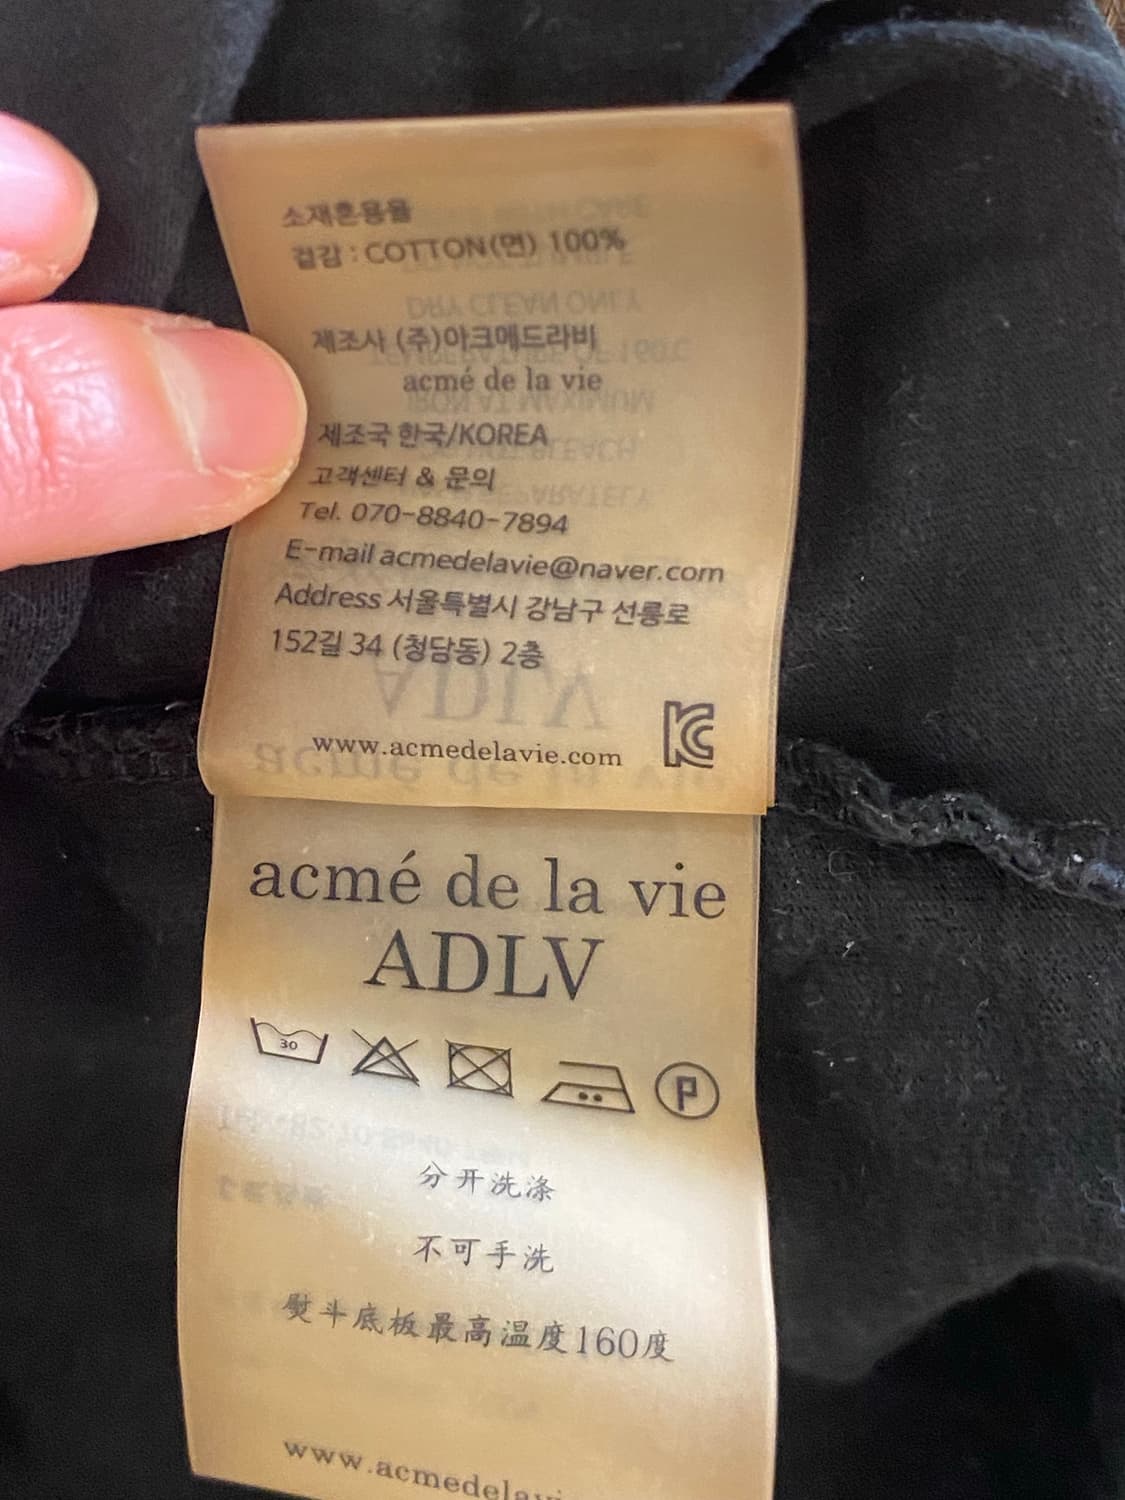 소재혼용율
겉감 : COTTON(면) 100%
제조사 (주)아크메드라비
acmé de la vie
제조국 한국/KOREA
고객센터 & 문의
Tel. 070-8840-7894
E-mail acmedelavie@naver.com
Address 서울특별시 강남구 선릉로
152길 34 (청담동) 2층
www.acmedelavie.com
acmé de la vie
ADLV
30
P
分开洗涤
不可手洗
熨斗底板最高温度160度
www.acmedelavi